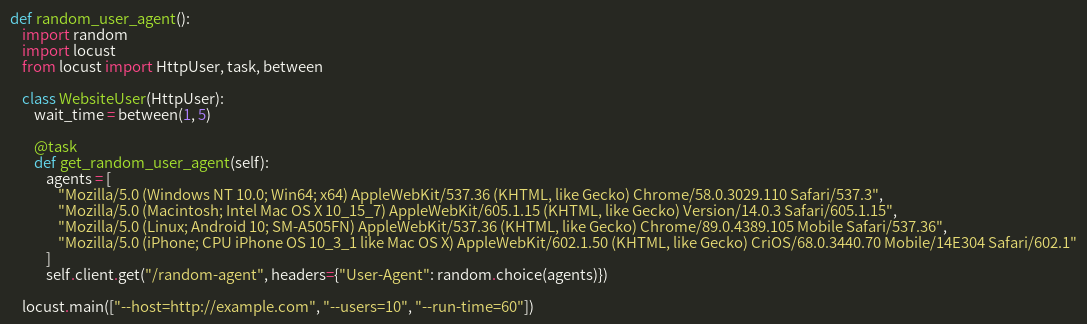 def random_user_agent():
    import random
    import locust
    from locust import HttpUser, task, between

    class WebsiteUser(HttpUser):
        wait_time = between(1, 5)

        @task
        def get_random_user_agent(self):
            agents = [
                "Mozilla/5.0 (Windows NT 10.0; Win64; x64) AppleWebKit/537.36 (KHTML, like Gecko) Chrome/58.0.3029.110 Safari/537.3",
                "Mozilla/5.0 (Macintosh; Intel Mac OS X 10_15_7) AppleWebKit/605.1.15 (KHTML, like Gecko) Version/14.0.3 Safari/605.1.15",
                "Mozilla/5.0 (Linux; Android 10; SM-A505FN) AppleWebKit/537.36 (KHTML, like Gecko) Chrome/89.0.4389.105 Mobile Safari/537.36",
                "Mozilla/5.0 (iPhone; CPU iPhone OS 10_3_1 like Mac OS X) AppleWebKit/602.1.50 (KHTML, like Gecko) CriOS/68.0.3440.70 Mobile/14E304 Safari/602.1"
            ]
            self.client.get("/random-agent", headers={"User-Agent": random.choice(agents)})

    locust.main(["--host=http://example.com", "--users=10", "--run-time=60"])